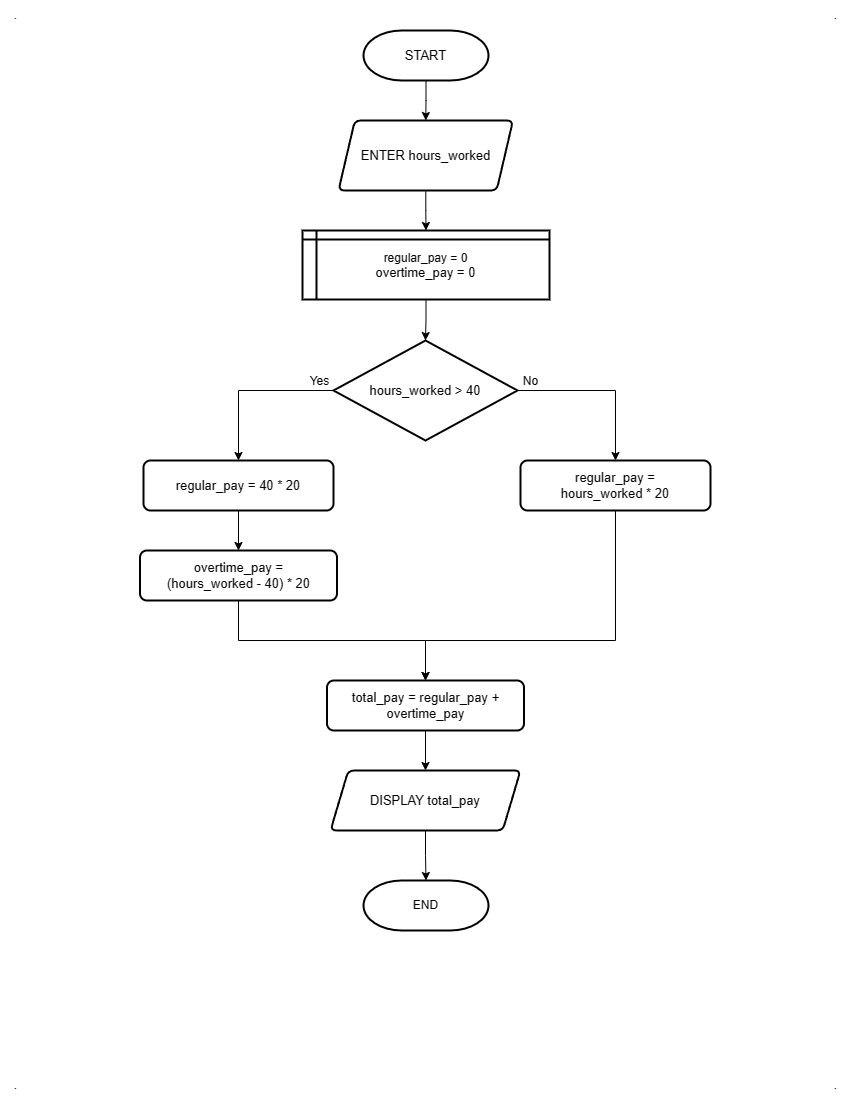 START
ENTER hours_worked
regular_pay = 0
overtime_pay = 0
hours_worked > 40
Yes
No
regular_pay = 40 * 20
regular_pay =
hours_worked * 20
overtime_pay =
(hours_worked - 40) * 20
total_pay = regular_pay +
overtime_pay
DISPLAY total_pay
END